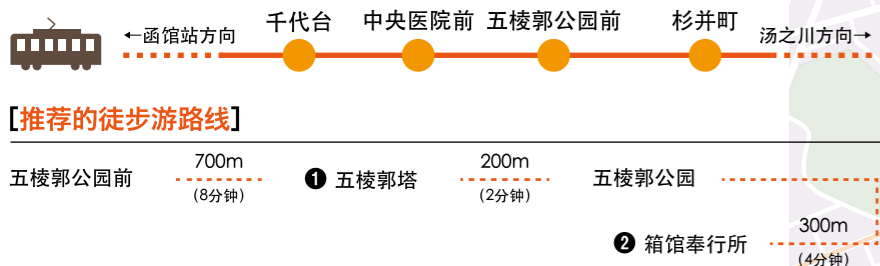 ←函馆站方向 千代台 中央医院前 五棱郭公园前 杉并町 汤之川方向→
[推荐的徒步游路线]
五棱郭公园前 700m (8分钟) ❶ 五棱郭塔 200m (2分钟) 五棱郭公园
300m (4分钟) ❷ 箱馆奉行所